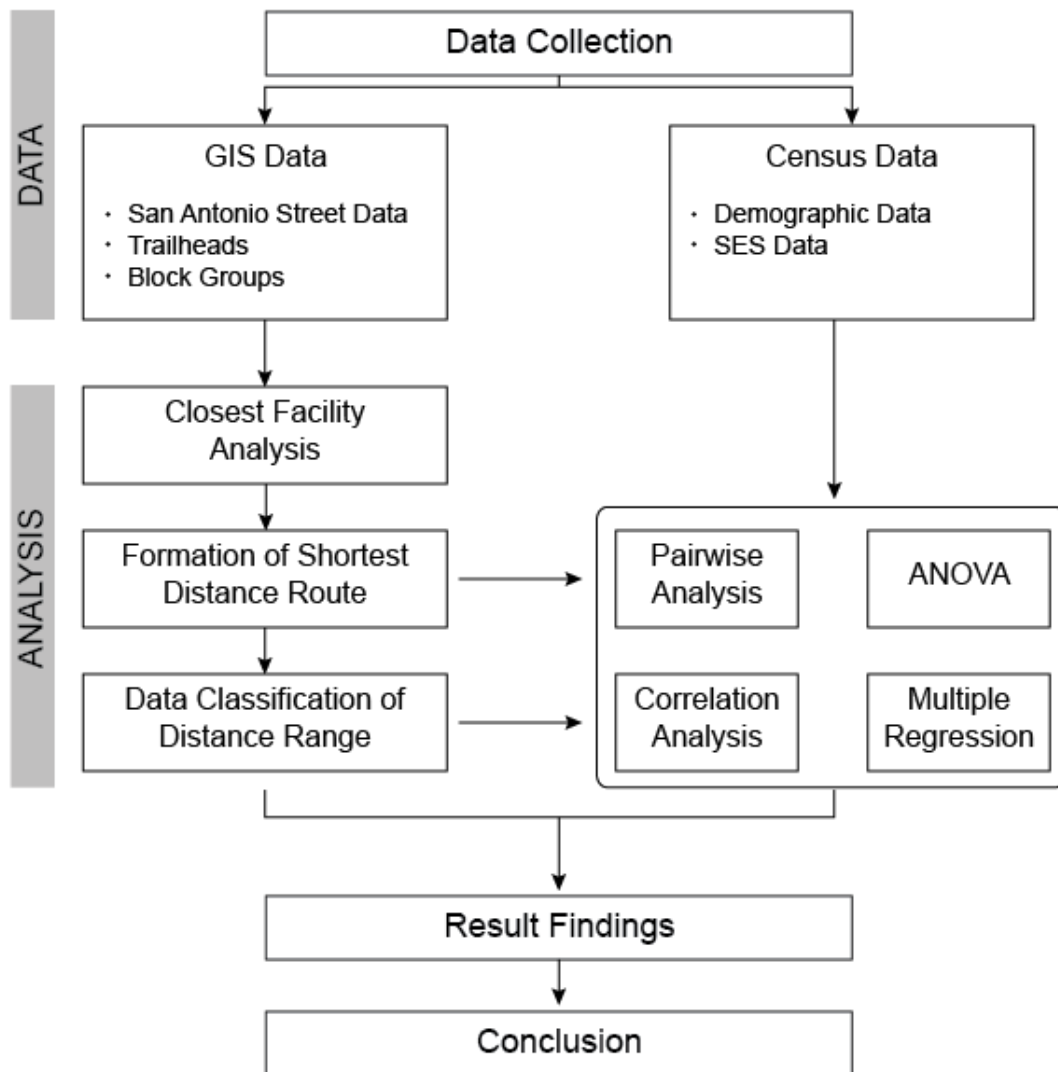 Data Collection
DATA
GIS Data
· San Antonio Street Data
· Trailheads
· Block Groups
Census Data
· Demographic Data
· SES Data
ANALYSIS
Closest Facility
Analysis
Formation of Shortest
Distance Route
Data Classification of
Distance Range
Pairwise
Analysis
ANOVA
Correlation
Analysis
Multiple
Regression
Result Findings
Conclusion